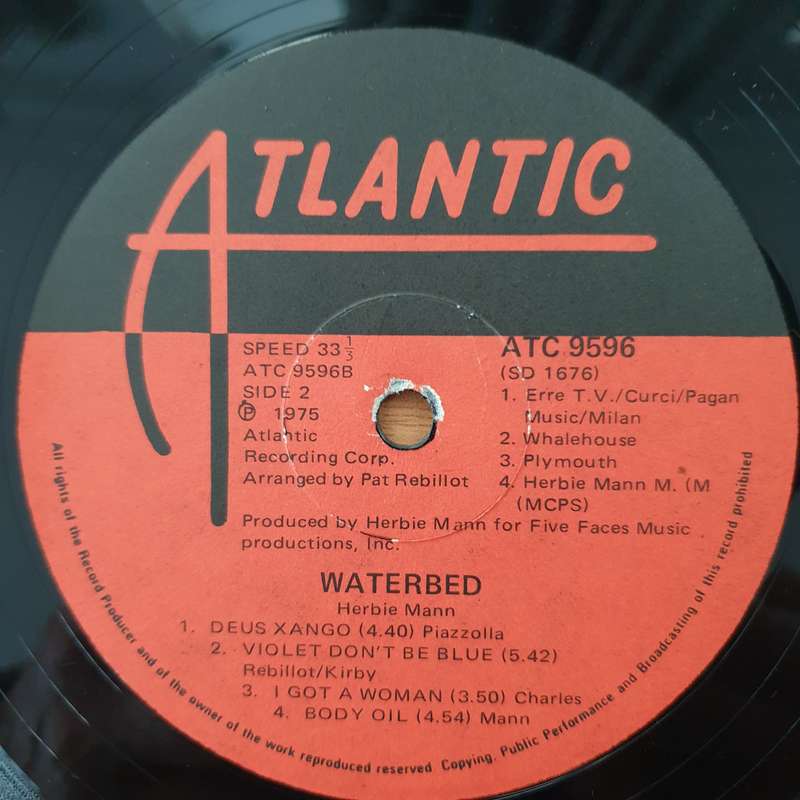 ATLANTIC
SPEED 33⅓
ATC 9596B
SIDE 2
Ⓟ 1975
Atlantic
Recording Corp.
Arranged by Pat Rebillot
ATC 9596
(SD 1676)
1. Erre T.V./Curci/Pagan
Music/Milan
2. Whalehouse
3. Plymouth
4. Herbie Mann M. (M
(MCPS)
Produced by Herbie Mann for Five Faces Music
productions, Inc.
WATERBED
Herbie Mann
1. DEUS XANGO (4.40) Piazzolla
2. VIOLET DON'T BE BLUE (5.42)
Rebillot/Kirby
3. I GOT A WOMAN (3.50) Charles
4. BODY OIL (4.54) Mann
All rights of the Record Producer and of the owner of the work reproduced reserved. Copying, Public Performance and Broadcasting of this record prohibited